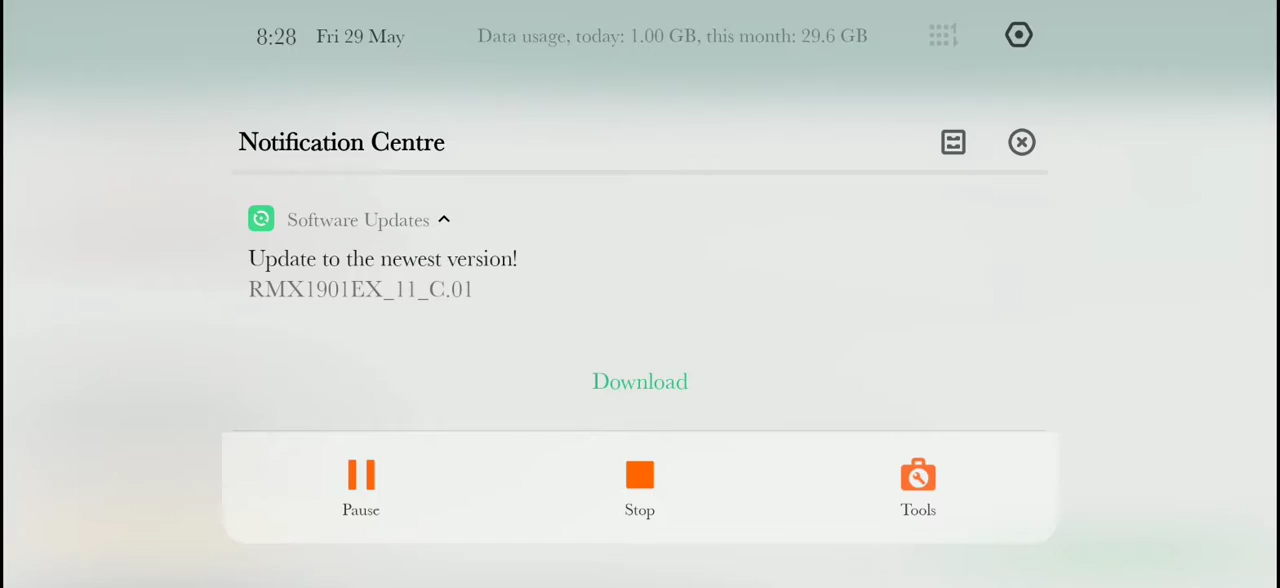 8:28 Fri 29 May Data usage, today: 1.00 GB, this month: 29.6 GB
Notification Centre
Software Updates
Update to the newest version!
RMX1901EX_11_C.01
Download
Pause Stop Tools